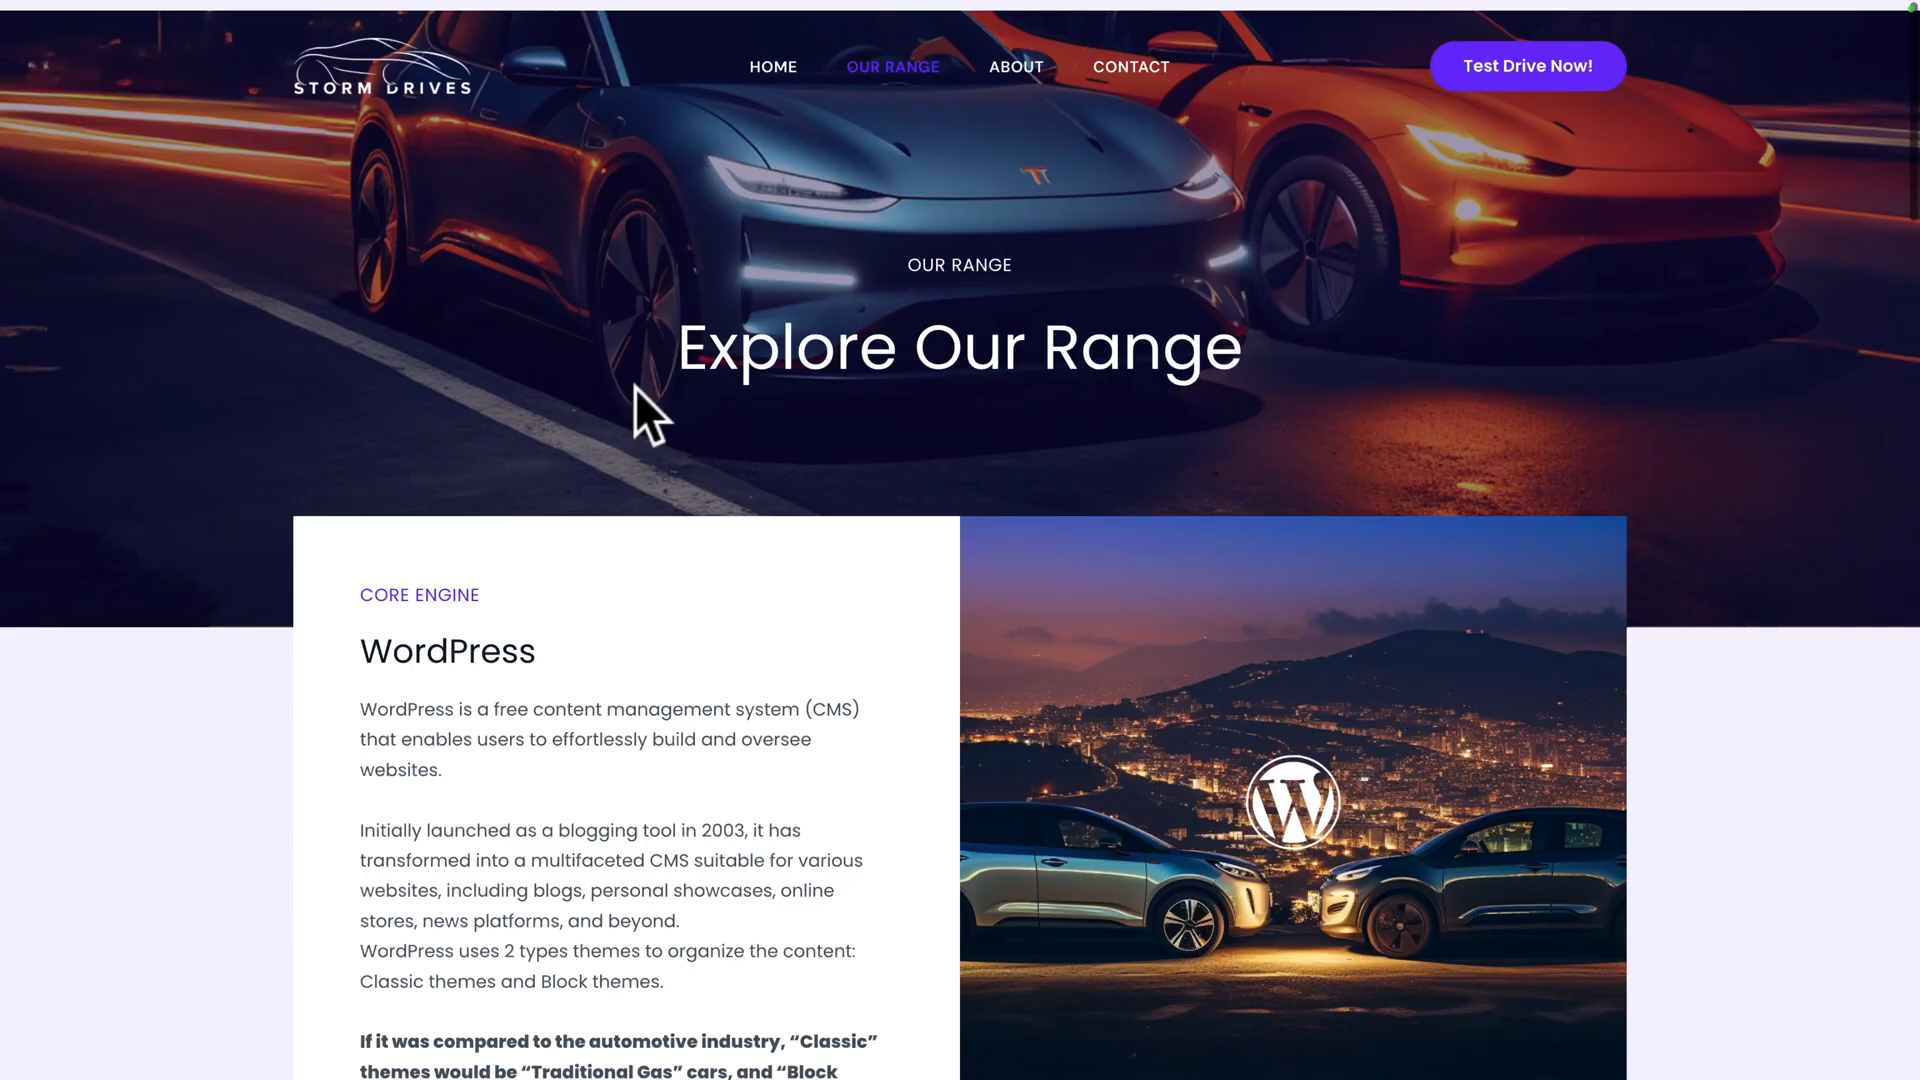 STORM DRIVES
HOME
OUR RANGE
ABOUT
CONTACT
Test Drive Now!
OUR RANGE
Explore Our Range
CORE ENGINE
WordPress
WordPress is a free content management system (CMS)
that enables users to effortlessly build and oversee
websites.
Initially launched as a blogging tool in 2003, it has
transformed into a multifaceted CMS suitable for various
websites, including blogs, personal showcases, online
stores, news platforms, and beyond.
WordPress uses 2 types themes to organize the content:
Classic themes and Block themes.
If it was compared to the automotive industry, “Classic”
themes would be “Traditional Gas” cars, and “Block